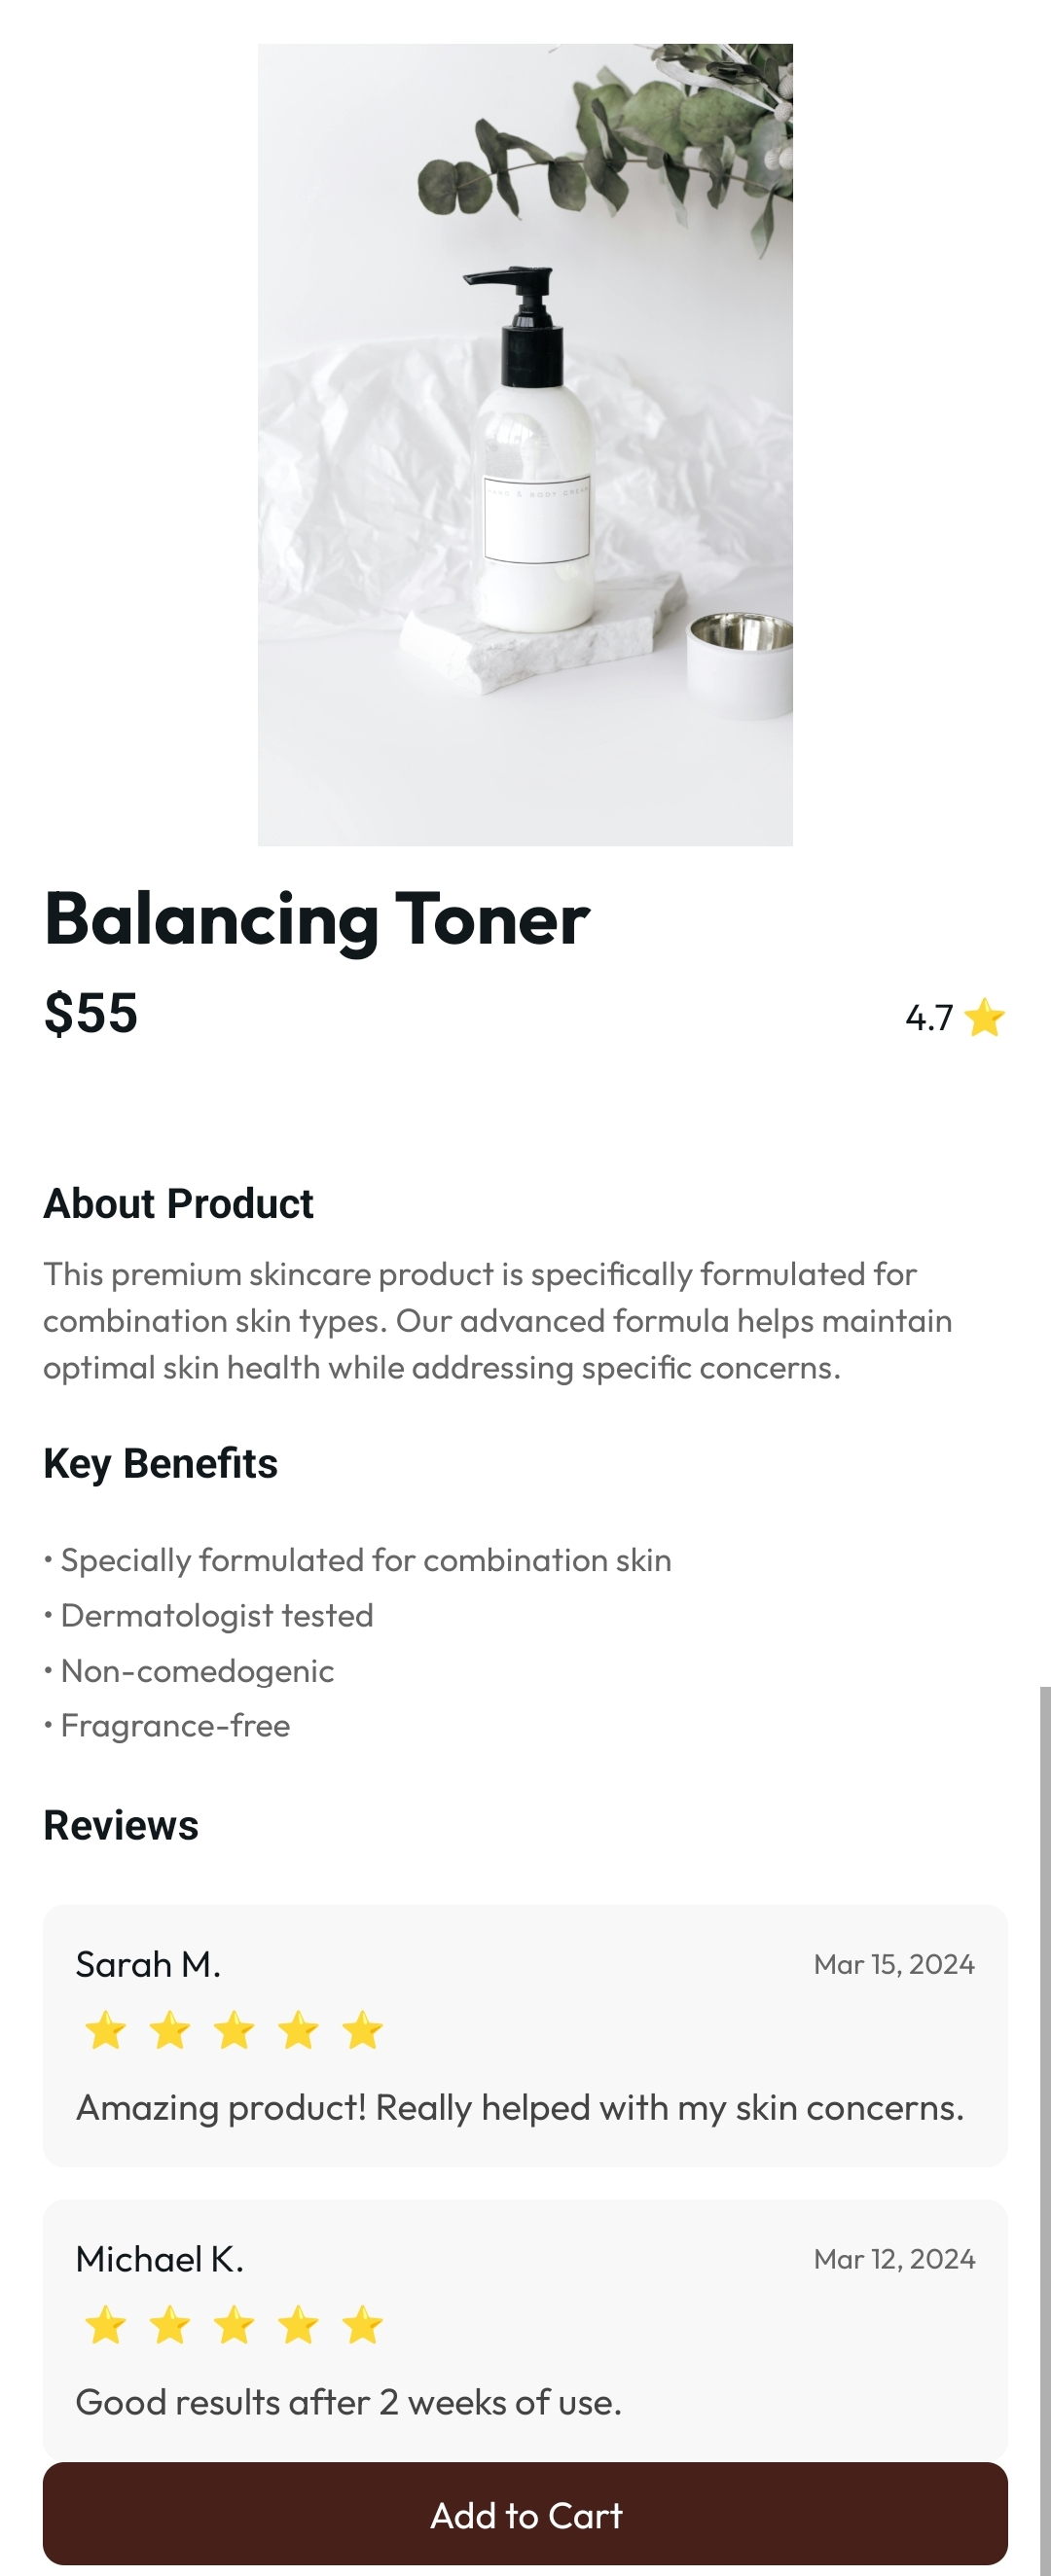 & BODY
Balancing Toner
$55
4.7
About Product
This premium skincare product is specifically formulated for
combination skin types. Our advanced formula helps maintain
optimal skin health while addressing specific concerns.
Key Benefits
• Specially formulated for combination skin
• Dermatologist tested
• Non-comedogenic
• Fragrance-free
Reviews
Sarah M.
Mar 15, 2024
Amazing product! Really helped with my skin concerns.
Michael K.
Mar 12, 2024
Good results after 2 weeks of use.
Add to Cart